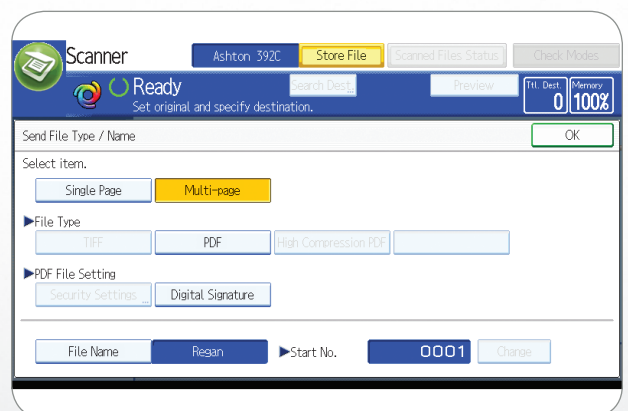 Scanner Ashton 392C Store File Scanned Files Status Check Modes
Ready Search Dest. Preview Ttl. Dest. Memory
Set original and specify destination. 0 100%
Send File Type / Name OK
Select item.
Single Page Multi-page
►File Type
TIFF PDF High Compression PDF
►PDF File Setting
Security Settings ... Digital Signature
File Name Regan ►Start No. 0001 Change